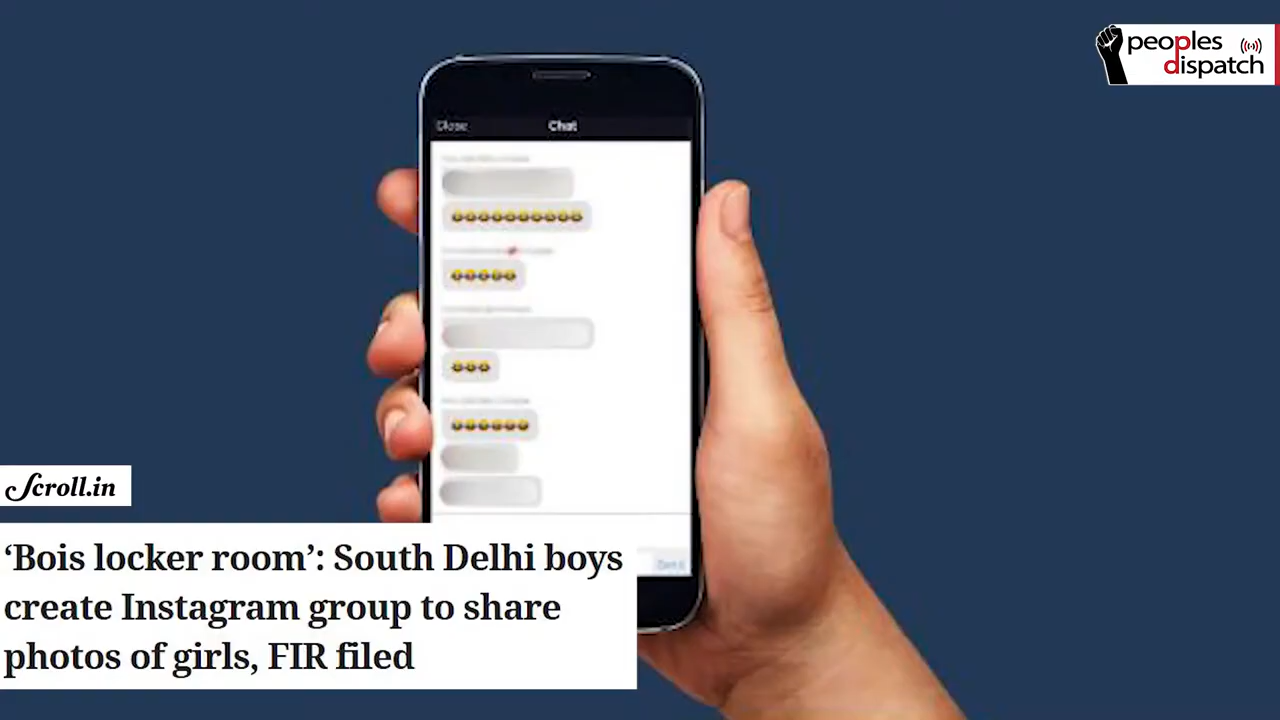 peoples
dispatch
Close
Chat
Scroll.in
‘Bois locker room’: South Delhi boys
create Instagram group to share
photos of girls, FIR filed